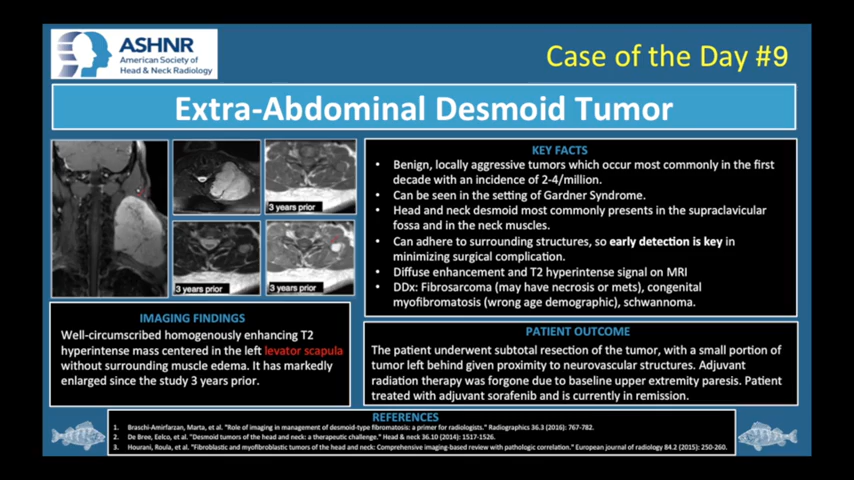 ASHNR
American Society of
Head & Neck Radiology
Case of the Day #9
Extra-Abdominal Desmoid Tumor
3 years prior
3 years prior
3 years prior
IMAGING FINDINGS
Well-circumscribed homogenously enhancing T2
hyperintense mass centered in the left levator scapula
without surrounding muscle edema. It has markedly
enlarged since the study 3 years prior.
KEY FACTS
• Benign, locally aggressive tumors which occur most commonly in the first
decade with an incidence of 2-4/million.
• Can be seen in the setting of Gardner Syndrome.
• Head and neck desmoid most commonly presents in the supraclavicular
fossa and in the neck muscles.
• Can adhere to surrounding structures, so early detection is key in
minimizing surgical complication.
• Diffuse enhancement and T2 hyperintense signal on MRI
• DDx: Fibrosarcoma (may have necrosis or mets), congenital
myofibromatosis (wrong age demographic), schwannoma.
PATIENT OUTCOME
The patient underwent subtotal resection of the tumor, with a small portion of
tumor left behind given proximity to neurovascular structures. Adjuvant
radiation therapy was forgone due to baseline upper extremity paresis. Patient
treated with adjuvant sorafenib and is currently in remission.
REFERENCES
1. Braschi-Amirfarzan, Marta, et al. "Role of imaging in management of desmoid-type fibromatosis: a primer for radiologists." Radiographics 36.3 (2016): 767-782.
2. De Bree, Eelco, et al. "Desmoid tumors of the head and neck: a therapeutic challenge." Head & neck 36.10 (2014): 1517-1526.
3. Hourani, Roula, et al. "Fibroblastic and myofibroblastic tumors of the head and neck: Comprehensive imaging-based review with pathologic correlation." European journal of radiology 84.2 (2015): 250-260.